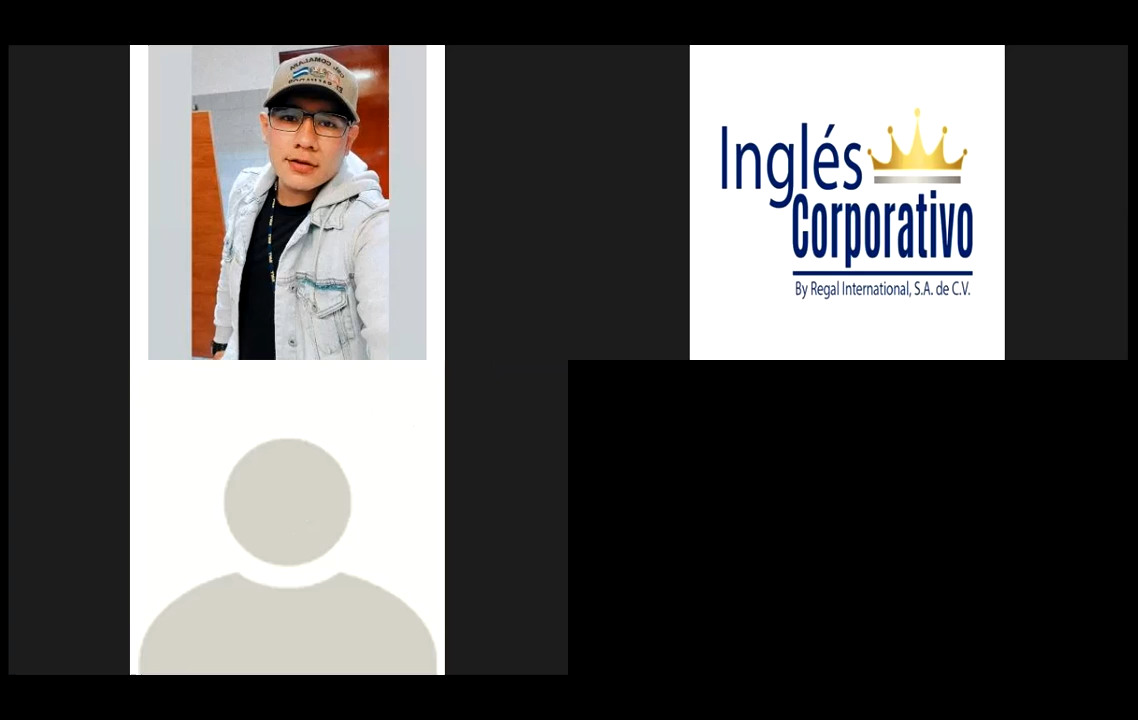 Inglés
Corporativo
By Regal International, S.A. de C.V.